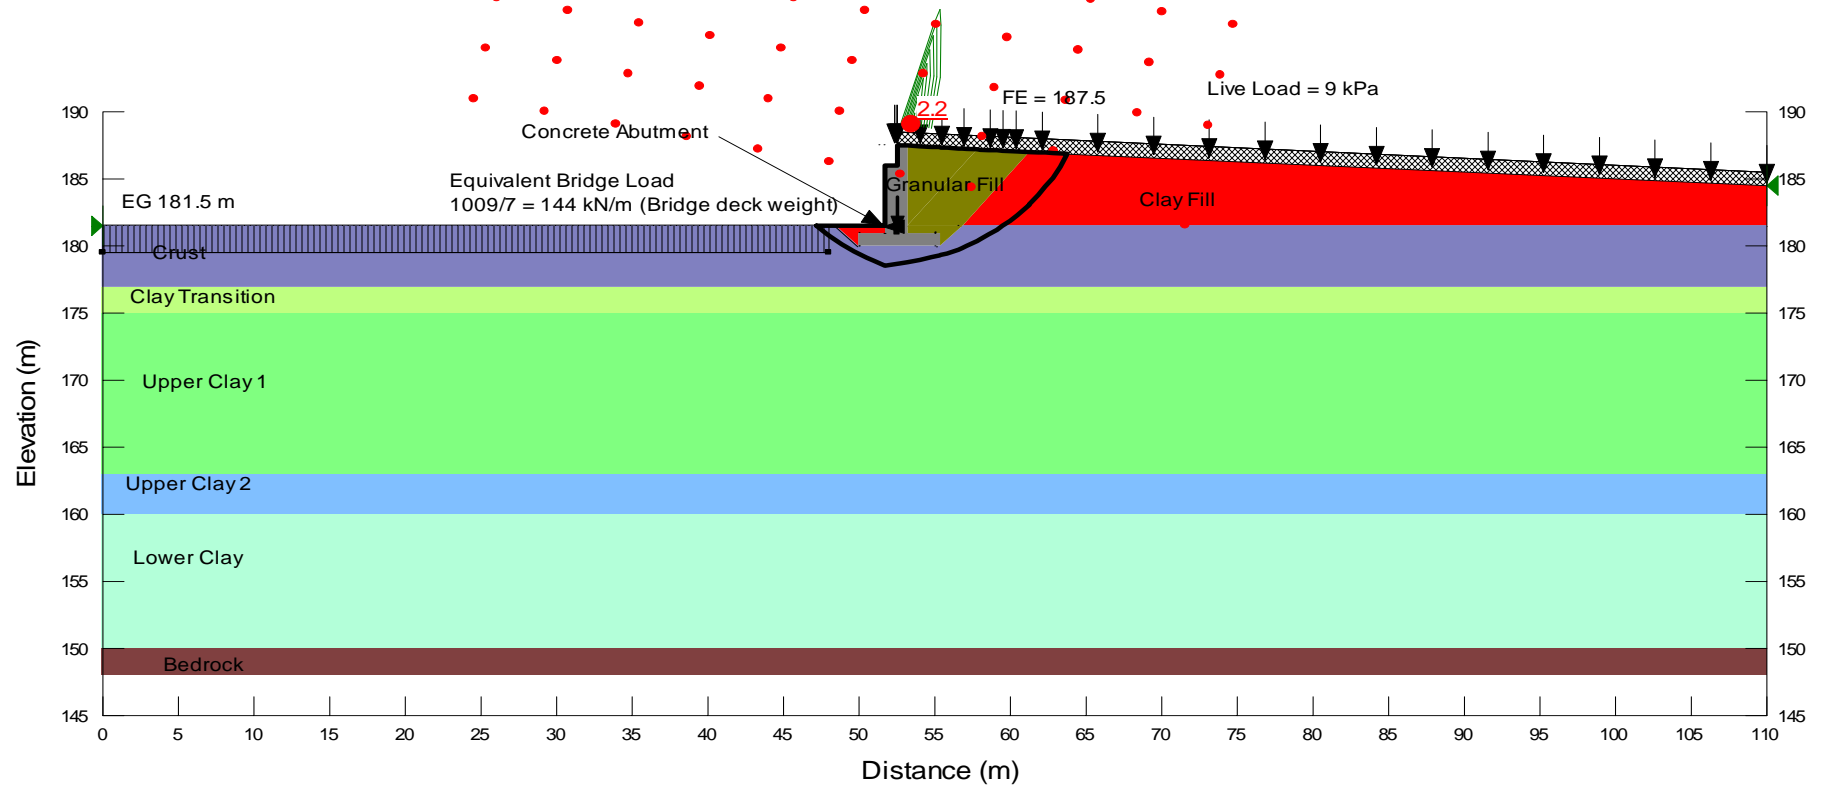 190
190
2.2
FE = 187.5
Live Load = 9 kPa
Concrete Abutment
Equivalent Bridge Load
1009/7 = 144 kN/m (Bridge deck weight)
Granular Fill
185
185
EG 181.5 m
Clay Fill
180
180
Crust
Clay Transition
175
175
Upper Clay 1
170
170
165
165
Upper Clay 2
160
160
Lower Clay
155
155
150
150
Bedrock
145
145
Elevation (m)
0 5 10 15 20 25 30 35 40 45 50 55 60 65 70 75 80 85 90 95 100 105 110
Distance (m)